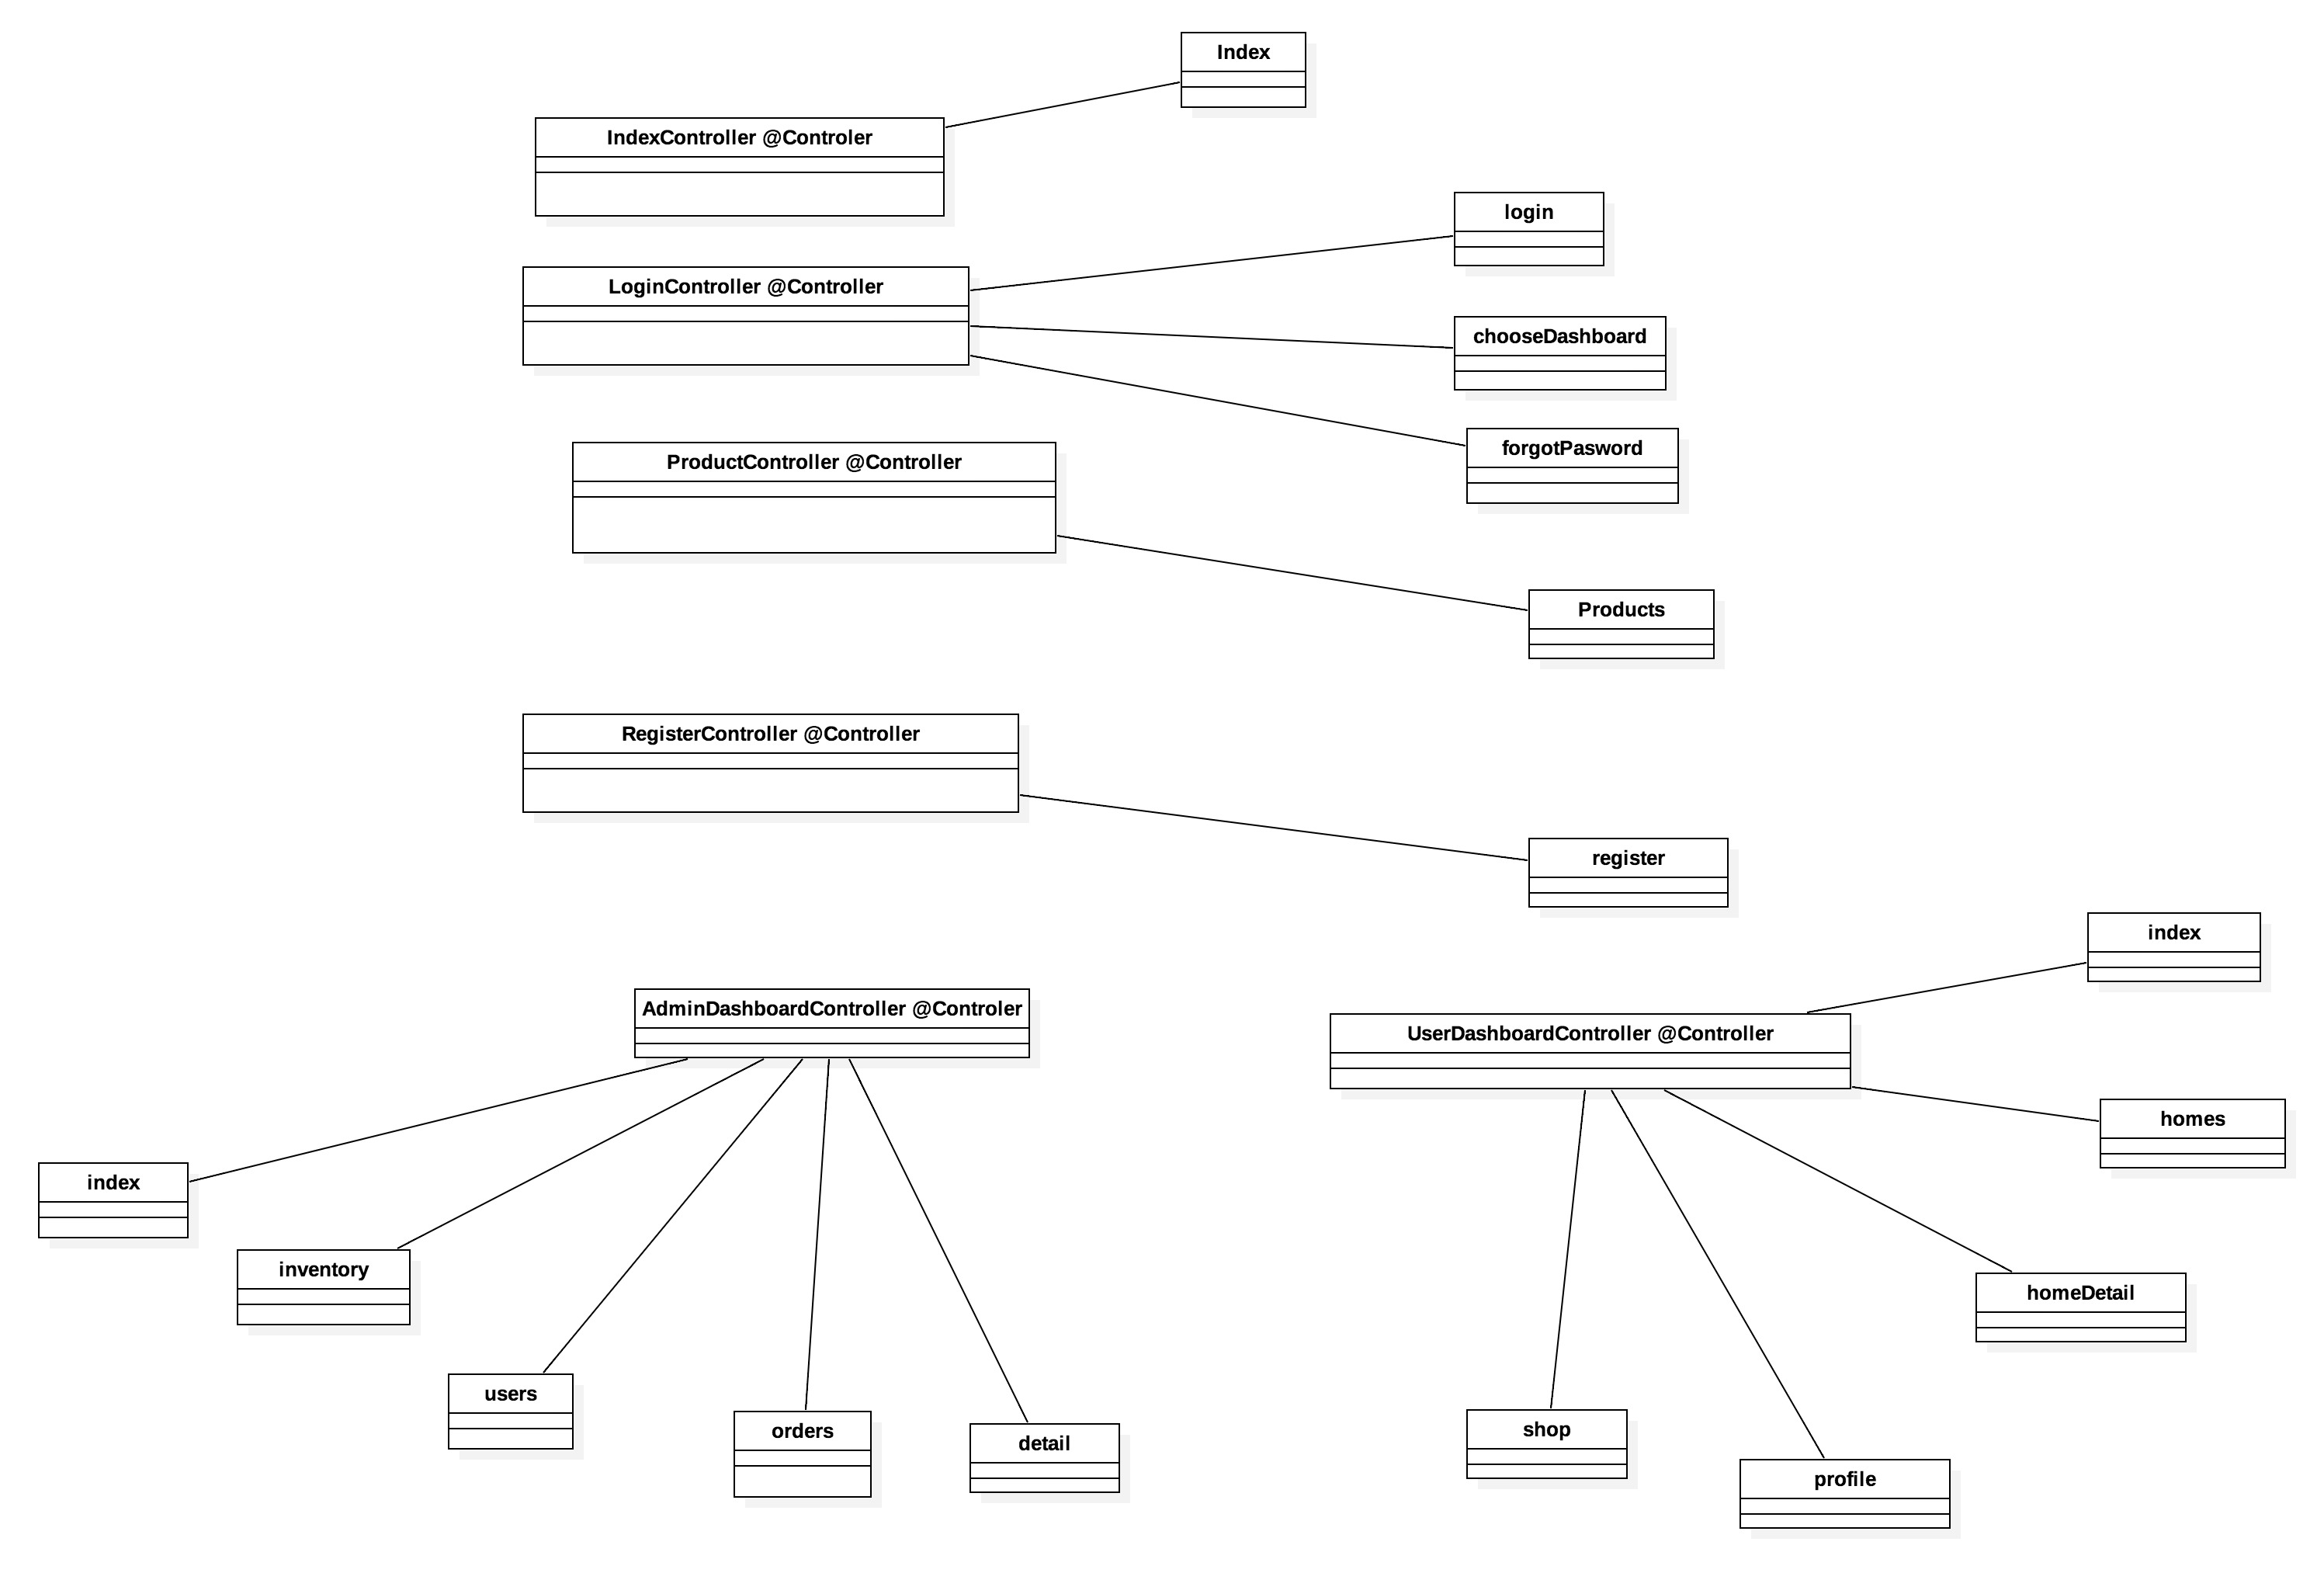 Index
IndexController @Controler
login
LoginController @Controller
chooseDashboard
forgotPasword
ProductController @Controller
Products
RegisterController @Controller
register
index
AdminDashboardController @Controler
UserDashboardController @Controller
homes
index
inventory
homeDetail
users
orders
detail
shop
profile